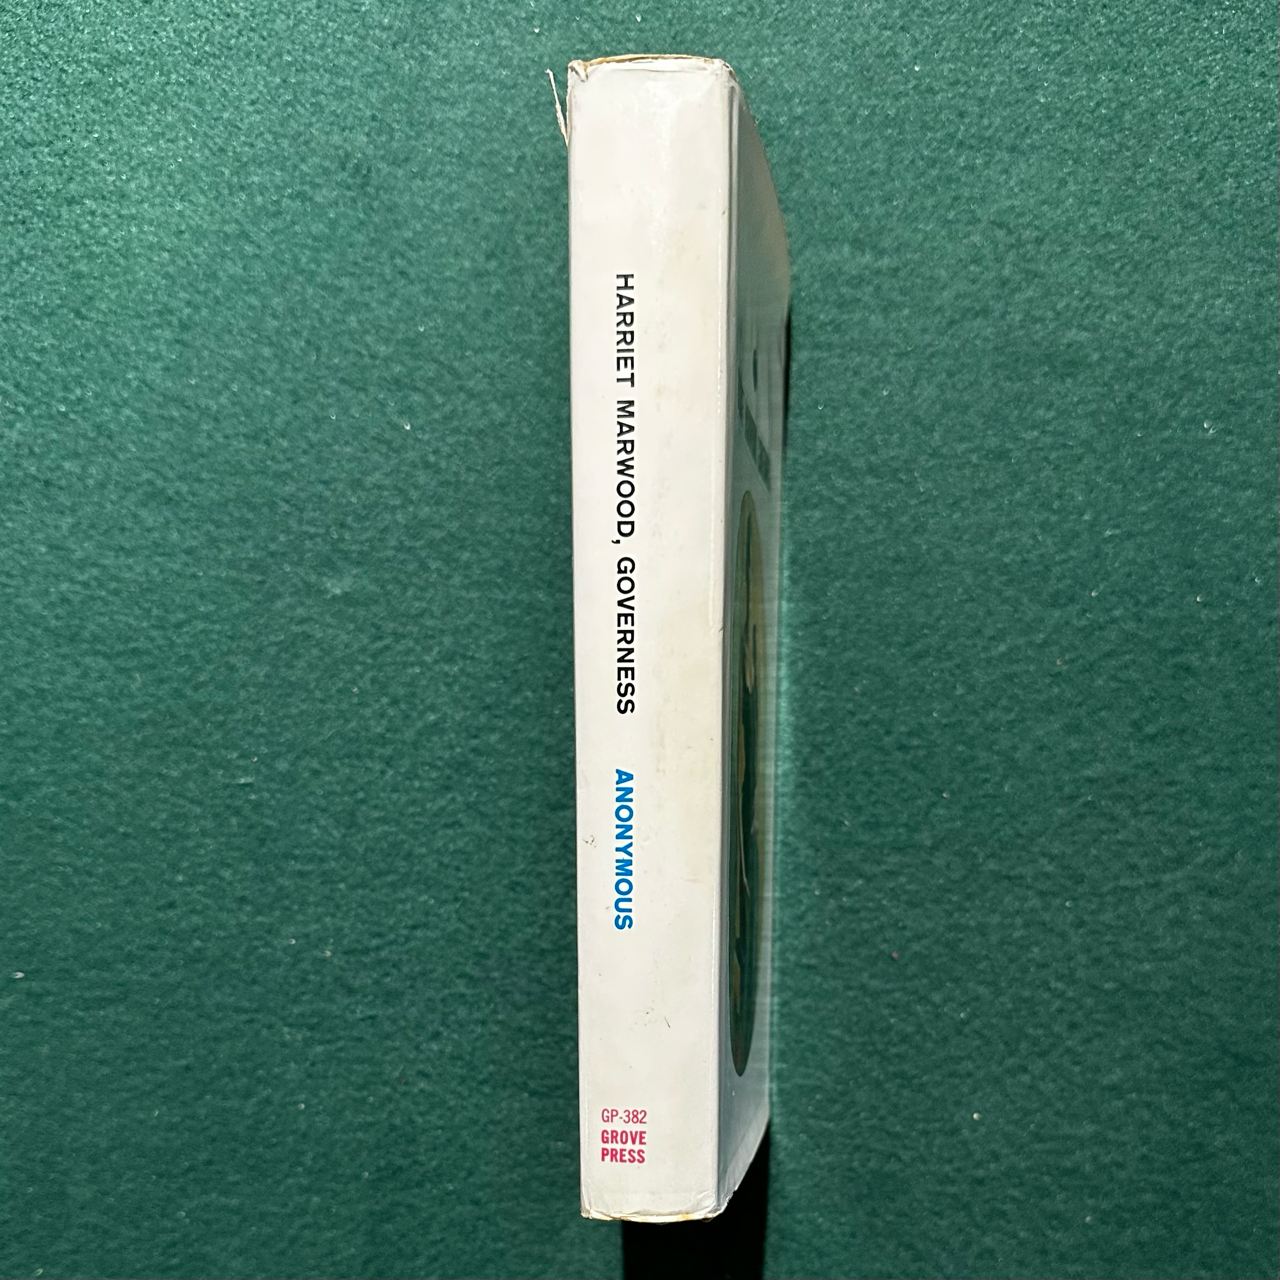 HARRIET MARWOOD, GOVERNESS ANONYMOUS
GP-382
GROVE
PRESS